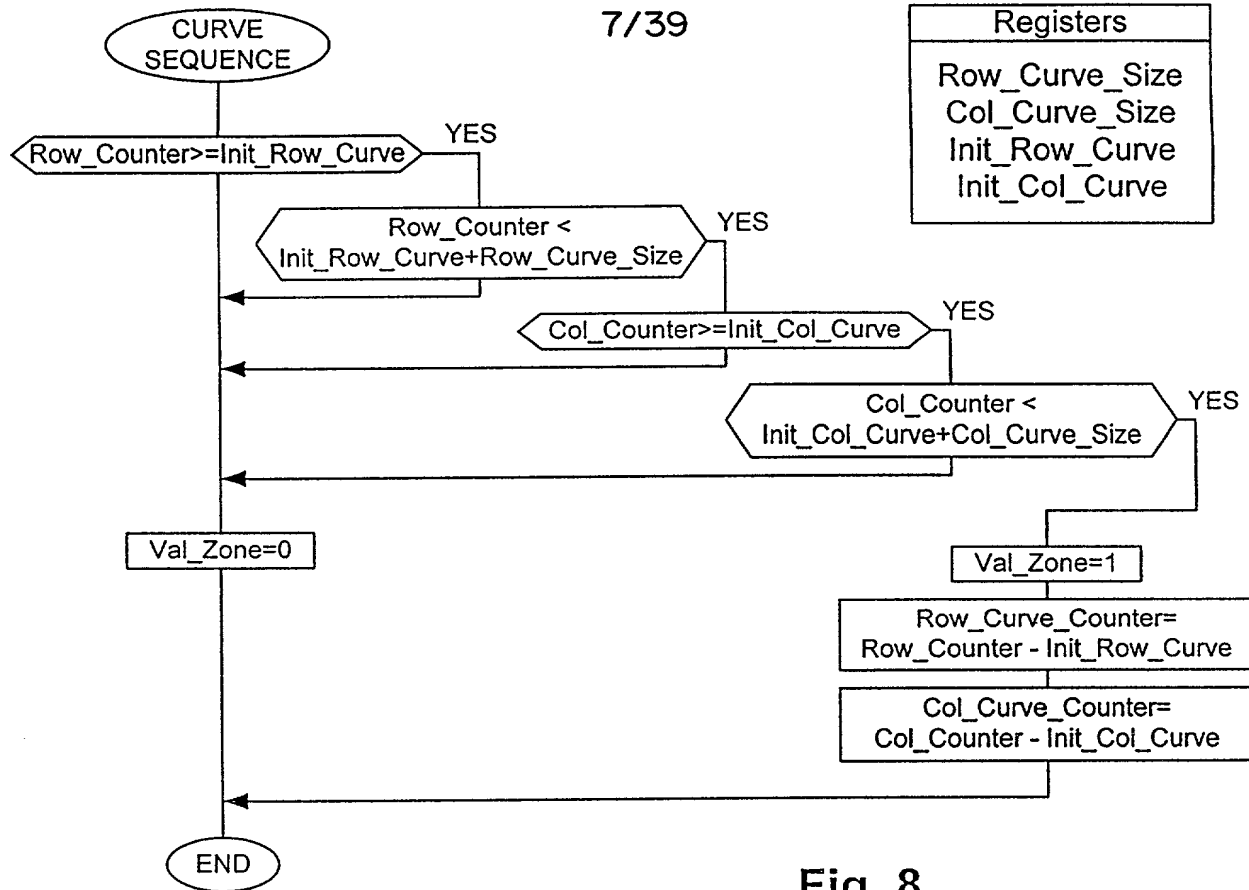 7/39
CURVE
SEQUENCE
Registers
Row_Curve_Size
Col_Curve_Size
Init_Row_Curve
Init_Col_Curve
Row_Counter>=Init_Row_Curve
YES
Row_Counter <
Init_Row_Curve+Row_Curve_Size
YES
Col_Counter>=Init_Col_Curve
YES
Col_Counter <
Init_Col_Curve+Col_Curve_Size
YES
Val_Zone=0
Val_Zone=1
Row_Curve_Counter=
Row_Counter - Init_Row_Curve
Col_Curve_Counter=
Col_Counter - Init_Col_Curve
END
Fig. 8